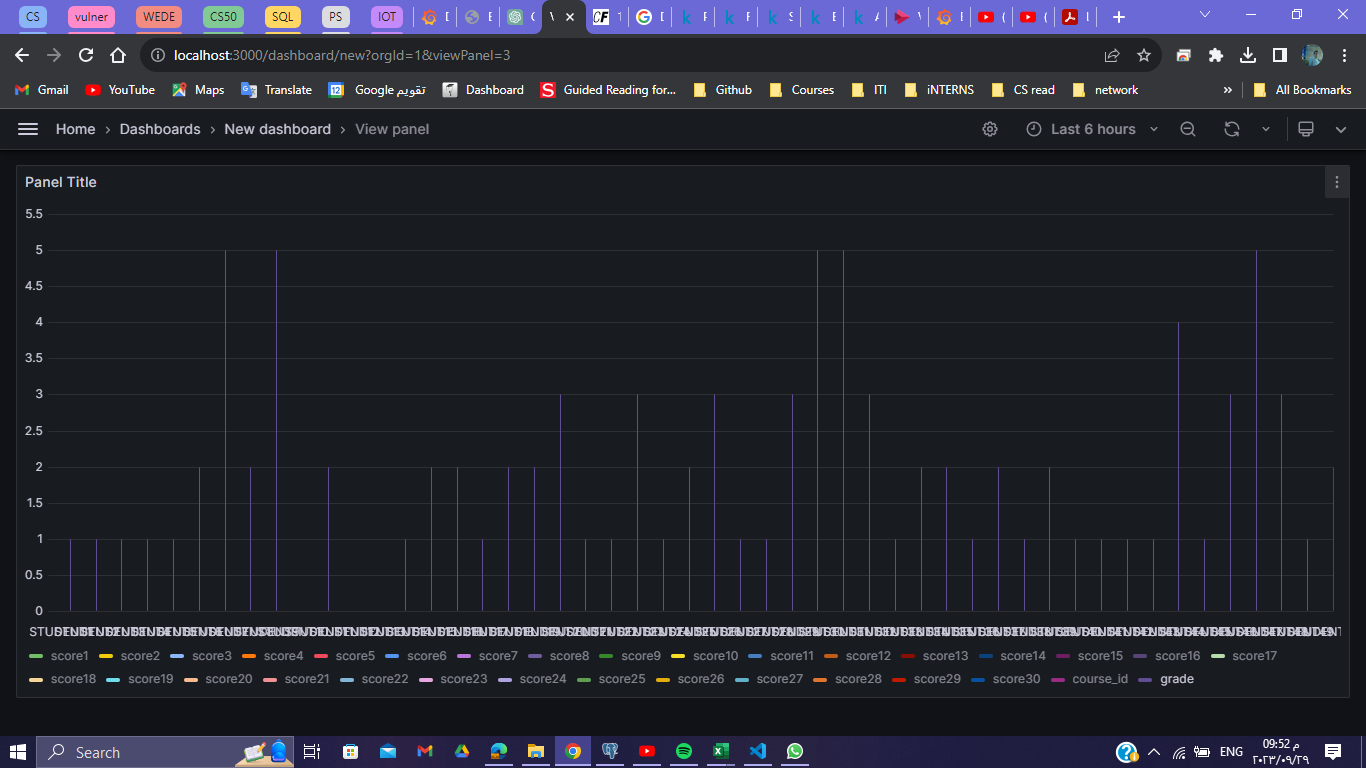 CS vulner WEDE CS50 SQL PS IOT
localhost:3000/dashboard/new?orgId=1&viewPanel=3
Gmail YouTube Maps Translate Google تقويم Dashboard Guided Reading for... Github Courses ITI iNTERNS CS read network » All Bookmarks
Home › Dashboards › New dashboard › View panel Last 6 hours
Panel Title
5.5
5
4.5
4
3.5
3
2.5
2
1.5
1
0.5
0
score1 score2 score3 score4 score5 score6 score7 score8 score9 score10 score11 score12 score13 score14 score15 score16 score17
score18 score19 score20 score21 score22 score23 score24 score25 score26 score27 score28 score29 score30 course_id grade
Search ENG 09:52 م
٢٠٢٣/٠٩/٢٩